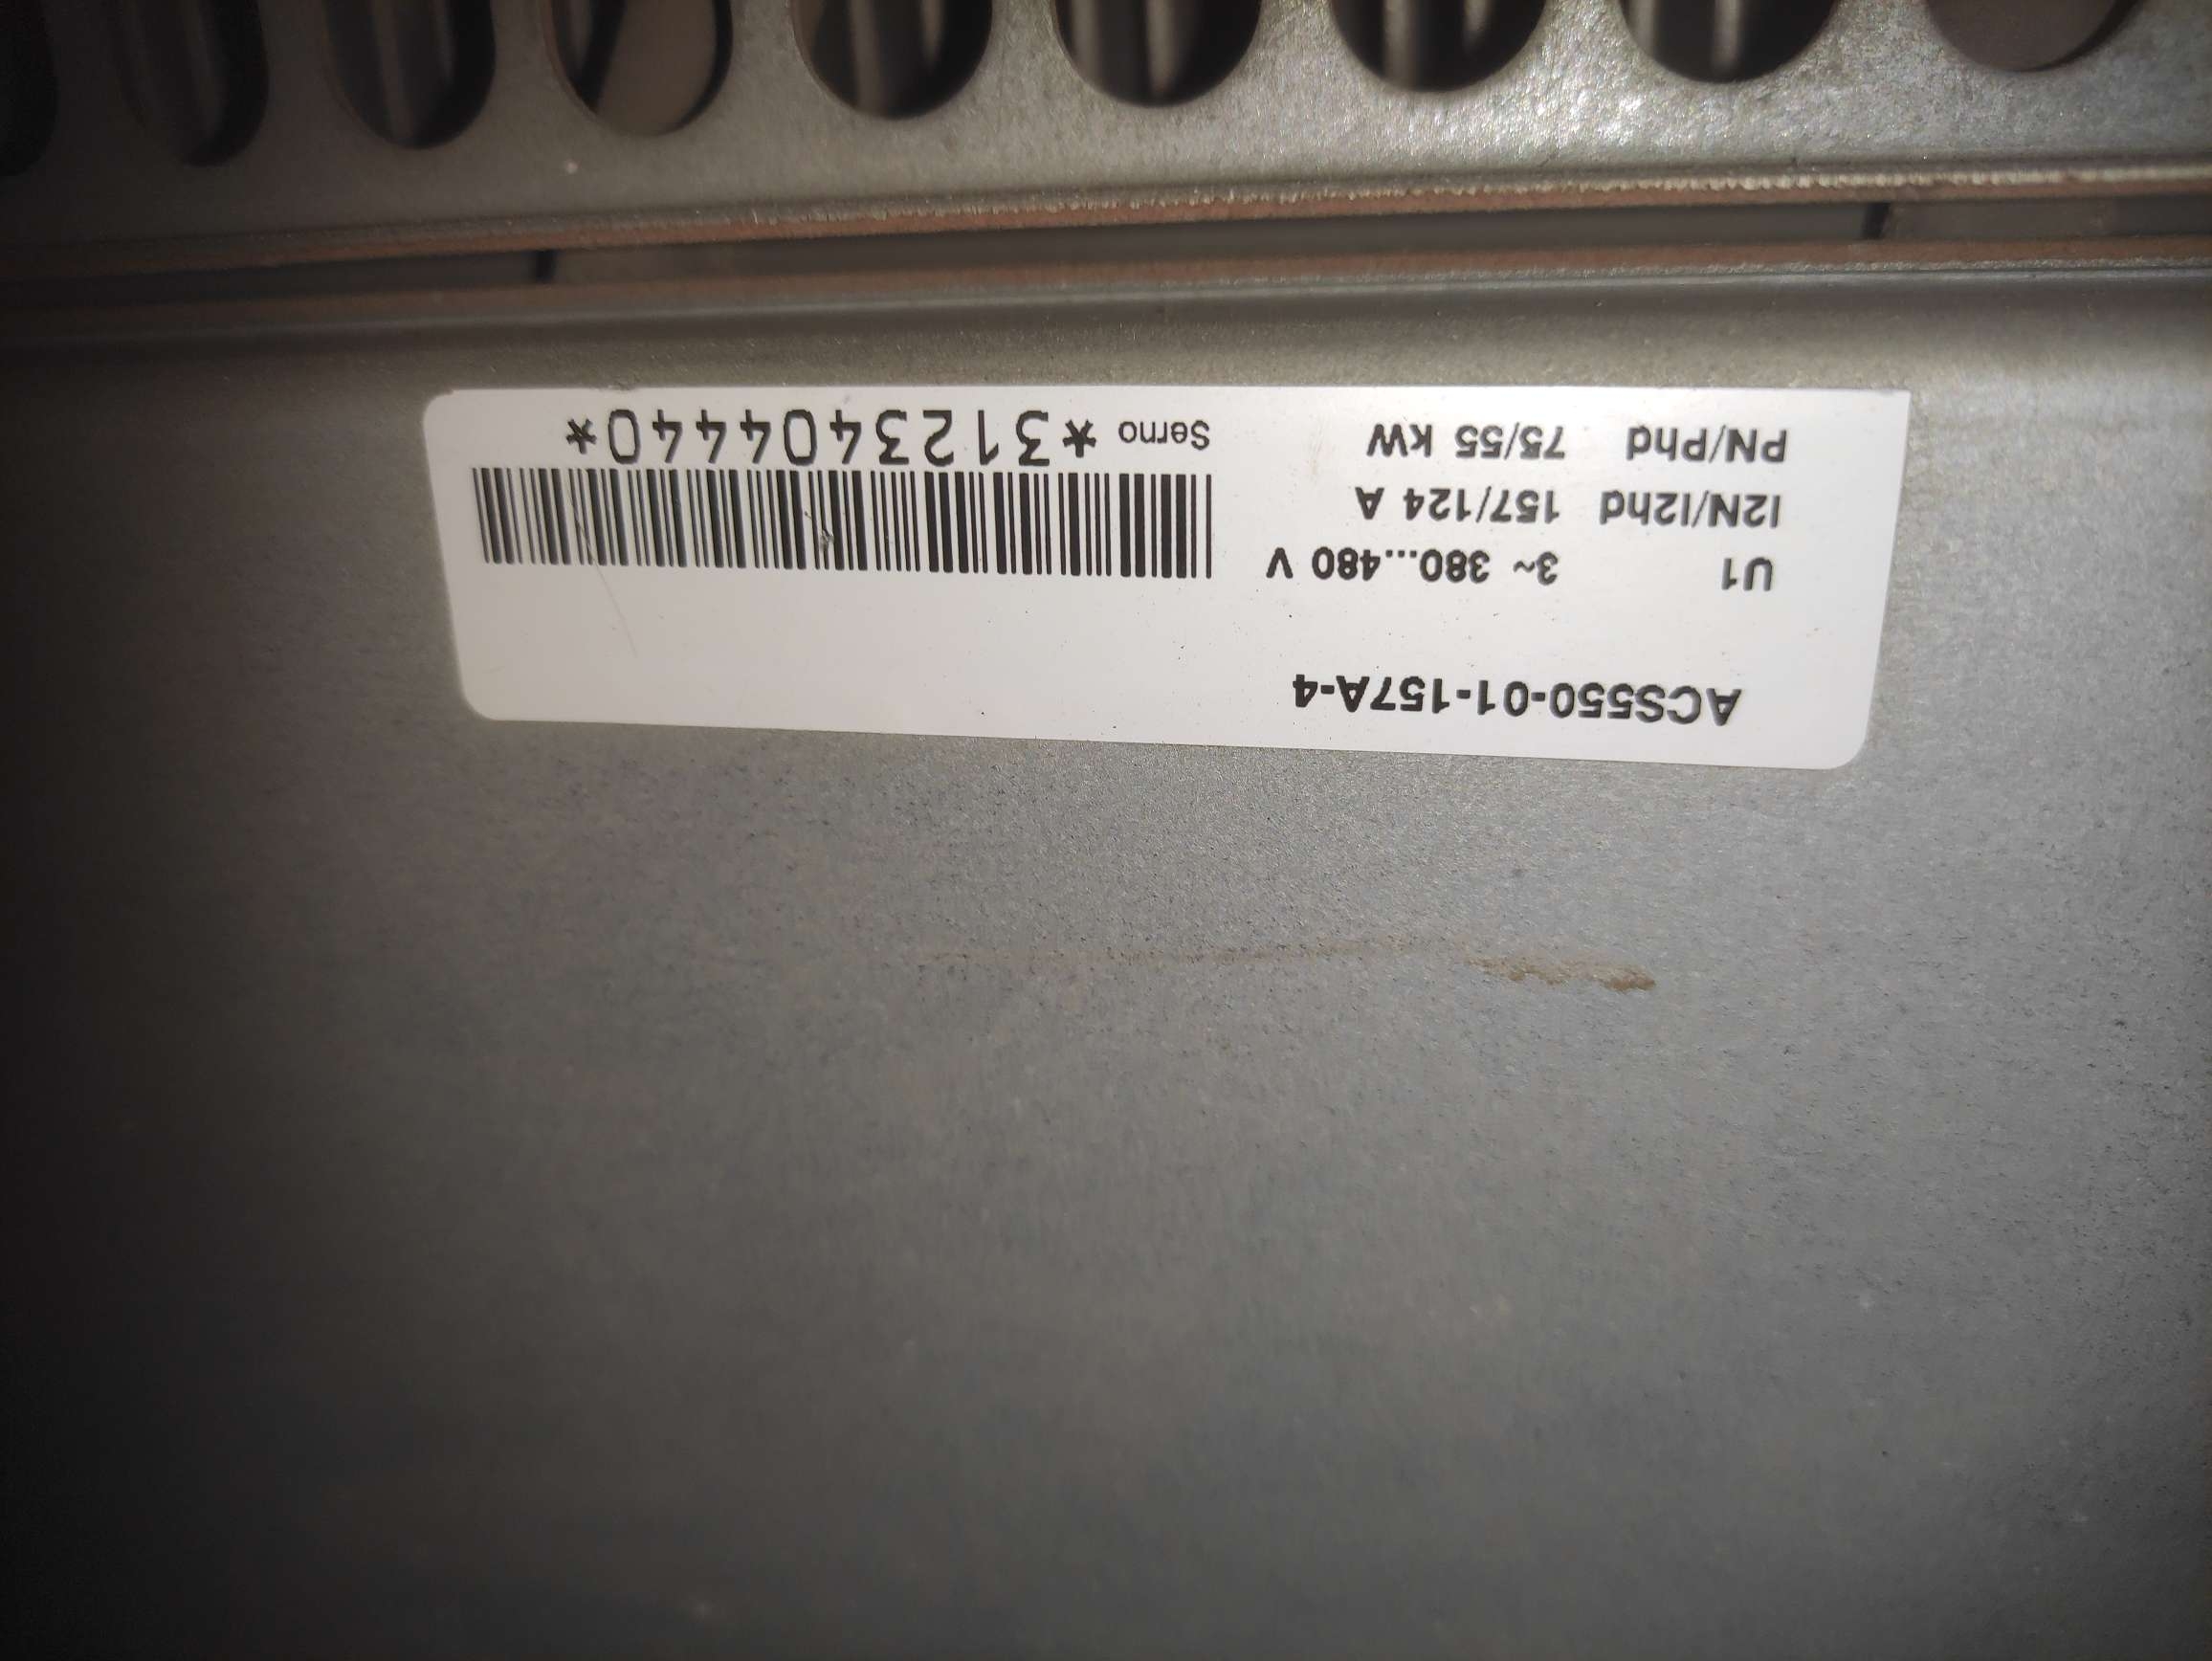 ACS550-01-157A-4
U1 3~ 380...480 V
I2N/I2hd 157/124 A
PN/Phd 75/55 kW
Serno *3123404440*